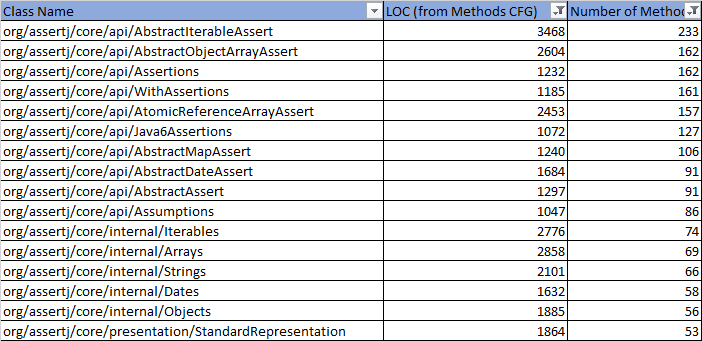 Class Name LOC (from Methods CFG) Number of Method
org/assertj/core/api/AbstractIterableAssert 3468 233
org/assertj/core/api/AbstractObjectArrayAssert 2604 162
org/assertj/core/api/Assertions 1232 162
org/assertj/core/api/WithAssertions 1185 161
org/assertj/core/api/AtomicReferenceArrayAssert 2453 157
org/assertj/core/api/Java6Assertions 1072 127
org/assertj/core/api/AbstractMapAssert 1240 106
org/assertj/core/api/AbstractDateAssert 1684 91
org/assertj/core/api/AbstractAssert 1297 91
org/assertj/core/api/Assumptions 1047 86
org/assertj/core/internal/Iterables 2776 74
org/assertj/core/internal/Arrays 2858 69
org/assertj/core/internal/Strings 2101 66
org/assertj/core/internal/Dates 1632 58
org/assertj/core/internal/Objects 1885 56
org/assertj/core/presentation/StandardRepresentation 1864 53